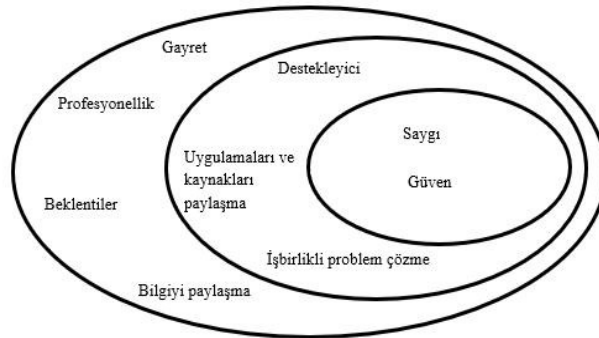 Gayret
Destekleyici
Profesyonellik
Saygı
Uygulamaları ve
kaynakları
paylaşma
Güven
Beklentiler
İşbirlikli problem çözme
Bilgiyi paylaşma